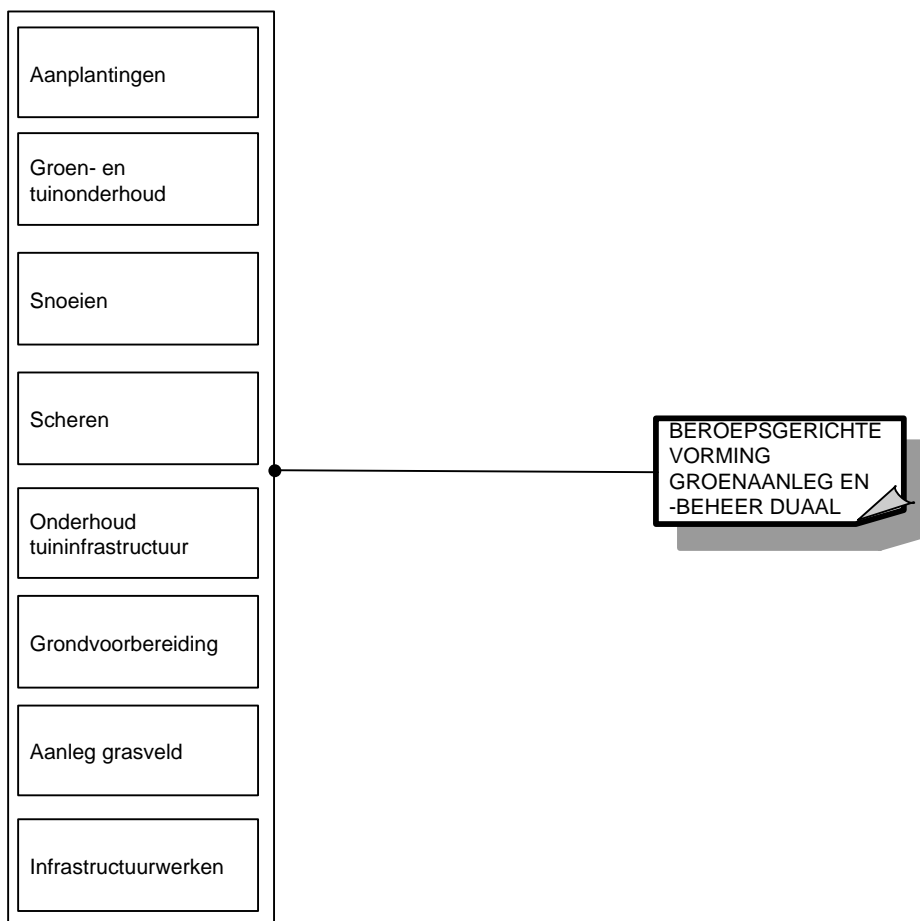 Aanplantingen
Groen- en
tuinonderhoud
Snoeien
Scheren
Onderhoud
tuininfrastructuur
Grondvoorbereiding
Aanleg grasveld
Infrastructuurwerken
BEROEPSGERICHTE
VORMING
GROENAANLEG EN
-BEHEER DUAAL